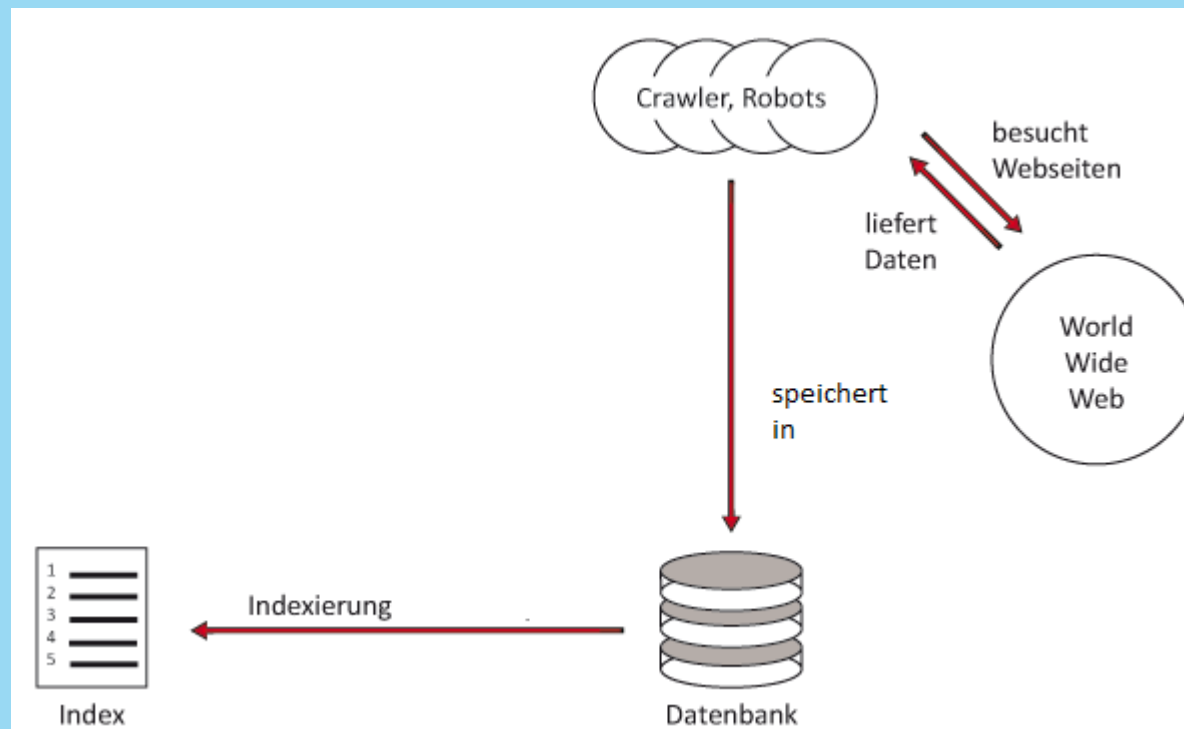 Crawler, Robots
besucht
Webseiten
liefert
Daten
World
Wide
Web
speichert
in
1
2
3
4
5
Indexierung
Index
Datenbank